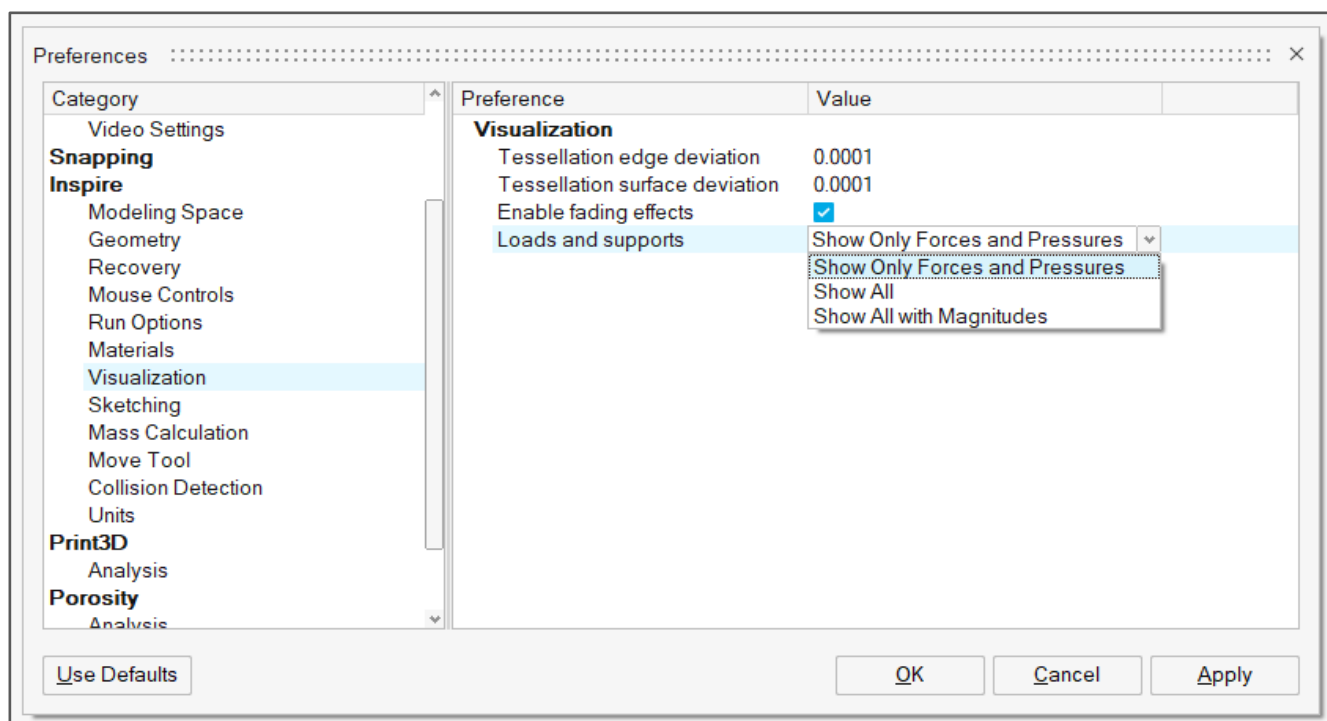 Preferences
Category
Video Settings
Snapping
Inspire
Modeling Space
Geometry
Recovery
Mouse Controls
Run Options
Materials
Visualization
Sketching
Mass Calculation
Move Tool
Collision Detection
Units
Print3D
Analysis
Porosity
Analysis
Preference Value
Visualization
Tessellation edge deviation 0.0001
Tessellation surface deviation 0.0001
Enable fading effects
Loads and supports Show Only Forces and Pressures
Show Only Forces and Pressures
Show All
Show All with Magnitudes
Use Defaults
OK
Cancel
Apply